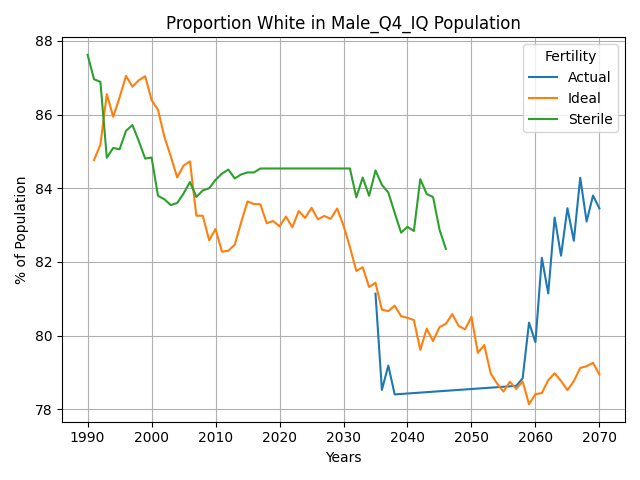 Proportion White in Male_Q4_IQ Population
88
86
84
82
80
78
% of Population
Fertility
Actual
Ideal
Sterile
1990 2000 2010 2020 2030 2040 2050 2060 2070
Years